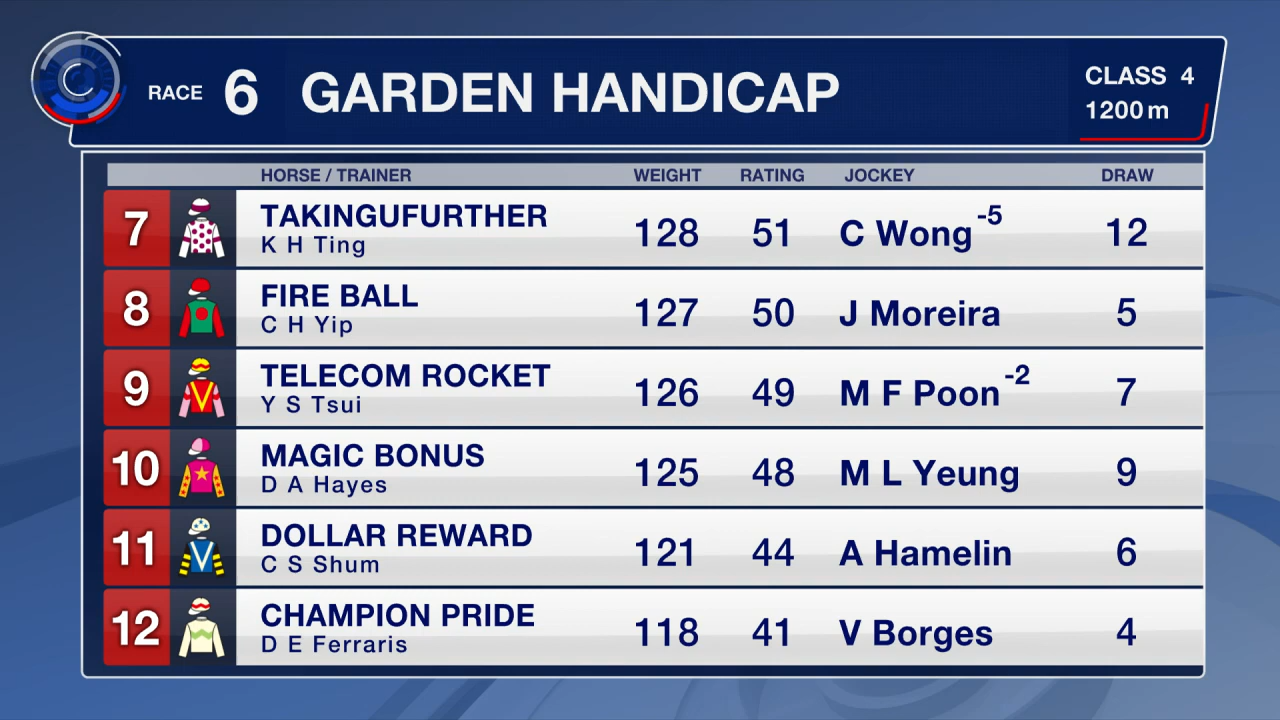 RACE 6 GARDEN HANDICAP
CLASS 4
1200 m
HORSE / TRAINER WEIGHT RATING JOCKEY DRAW
7 TAKINGUFURTHER 128 51 C Wong -5 12
K H Ting
8 FIRE BALL 127 50 J Moreira 5
C H Yip
9 TELECOM ROCKET 126 49 M F Poon -2 7
Y S Tsui
10 MAGIC BONUS 125 48 M L Yeung 9
D A Hayes
11 DOLLAR REWARD 121 44 A Hamelin 6
C S Shum
12 CHAMPION PRIDE 118 41 V Borges 4
D E Ferraris